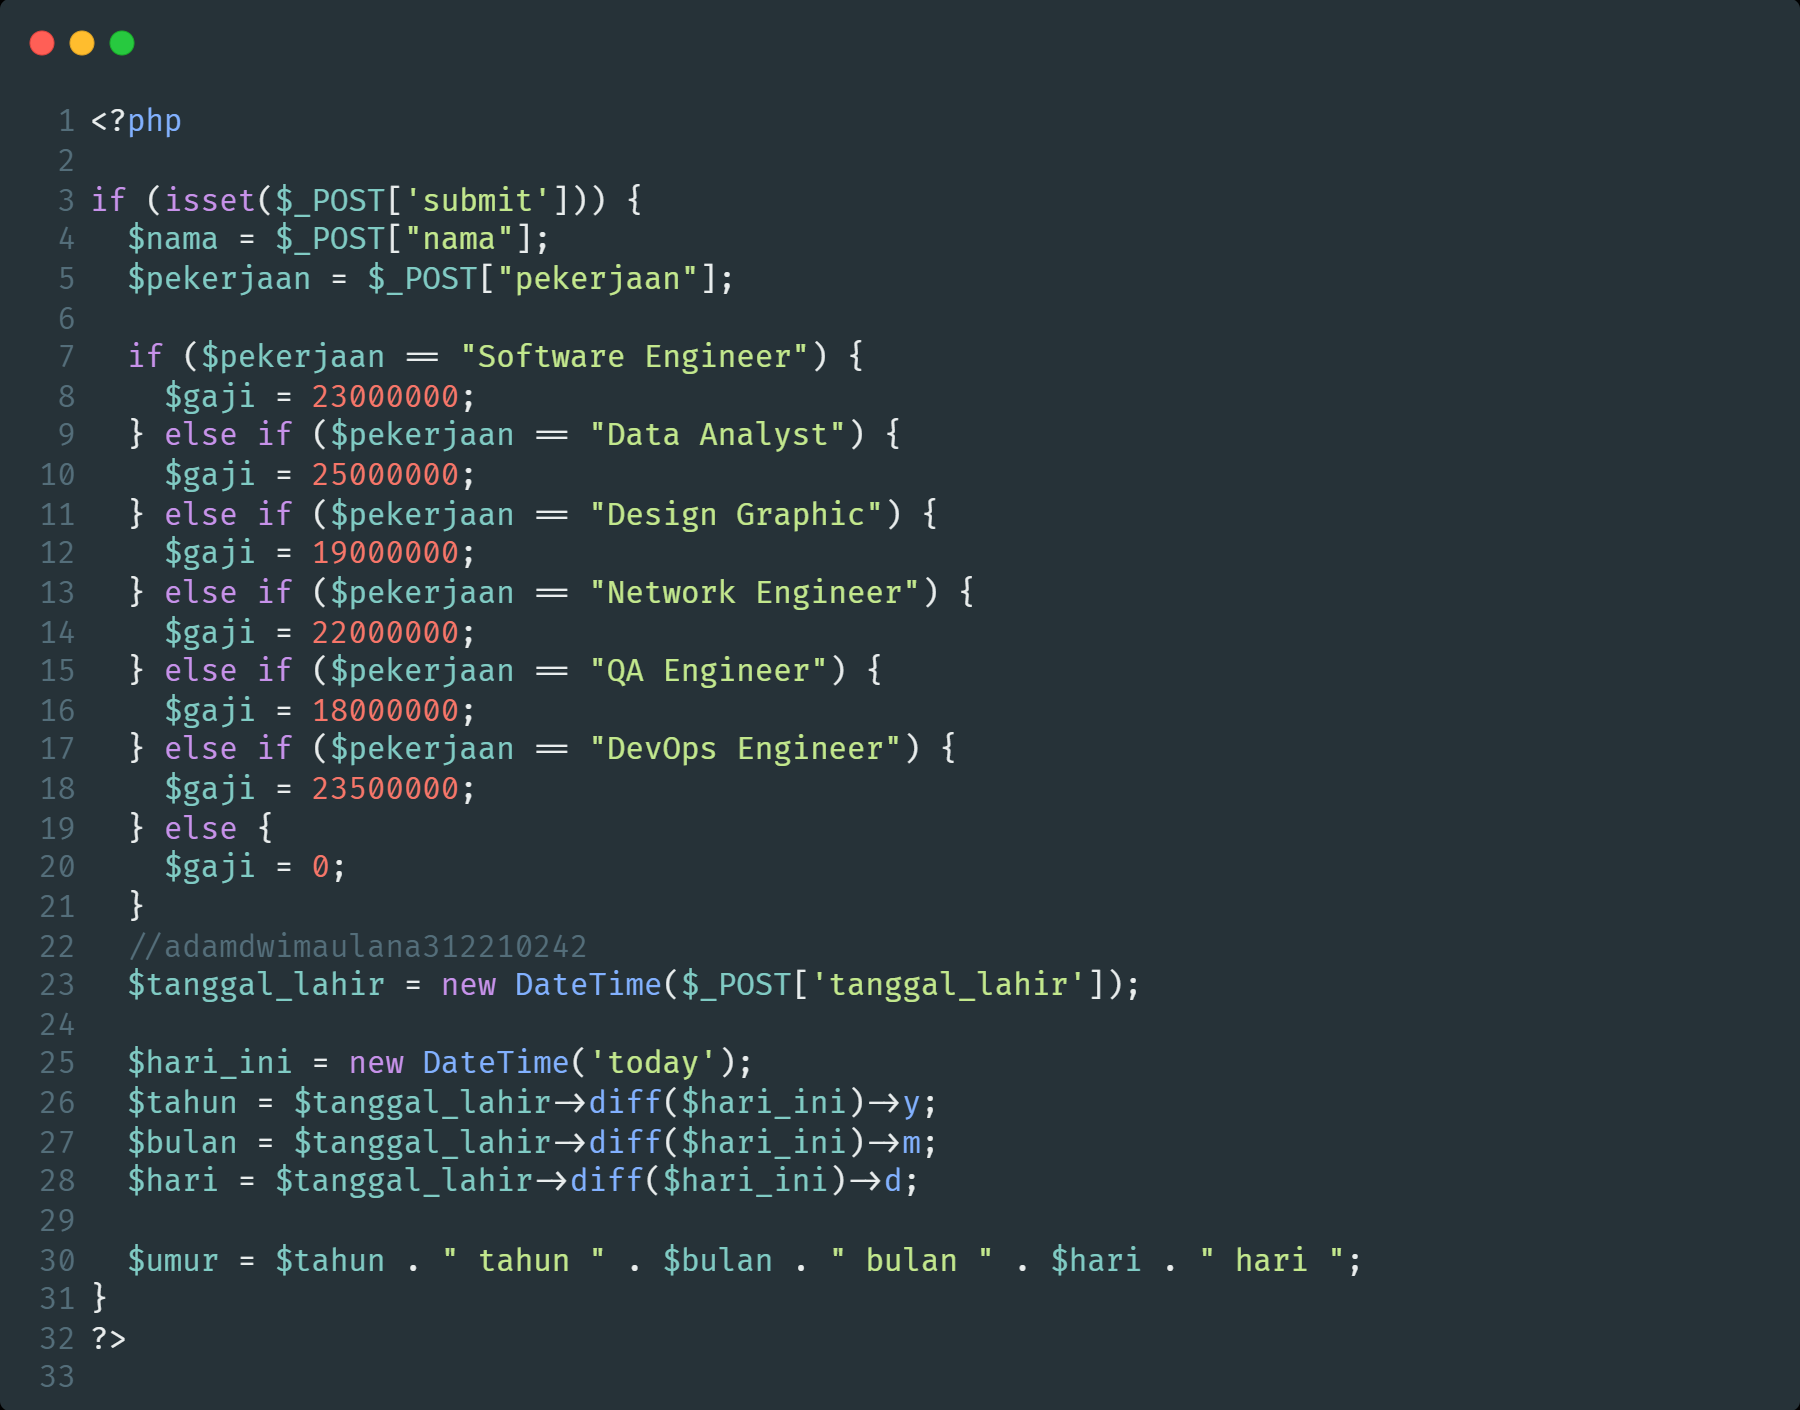 1 <?php
2
3 if (isset($_POST['submit'])) {
4   $nama = $_POST["nama"];
5   $pekerjaan = $_POST["pekerjaan"];
6
7   if ($pekerjaan == "Software Engineer") {
8     $gaji = 23000000;
9   } else if ($pekerjaan == "Data Analyst") {
10     $gaji = 25000000;
11   } else if ($pekerjaan == "Design Graphic") {
12     $gaji = 19000000;
13   } else if ($pekerjaan == "Network Engineer") {
14     $gaji = 22000000;
15   } else if ($pekerjaan == "QA Engineer") {
16     $gaji = 18000000;
17   } else if ($pekerjaan == "DevOps Engineer") {
18     $gaji = 23500000;
19   } else {
20     $gaji = 0;
21   }
22   //adamdwimaulana312210242
23   $tanggal_lahir = new DateTime($_POST['tanggal_lahir']);
24
25   $hari_ini = new DateTime('today');
26   $tahun = $tanggal_lahir->diff($hari_ini)->y;
27   $bulan = $tanggal_lahir->diff($hari_ini)->m;
28   $hari = $tanggal_lahir->diff($hari_ini)->d;
29
30   $umur = $tahun . " tahun " . $bulan . " bulan " . $hari . " hari ";
31 }
32 ?>
33